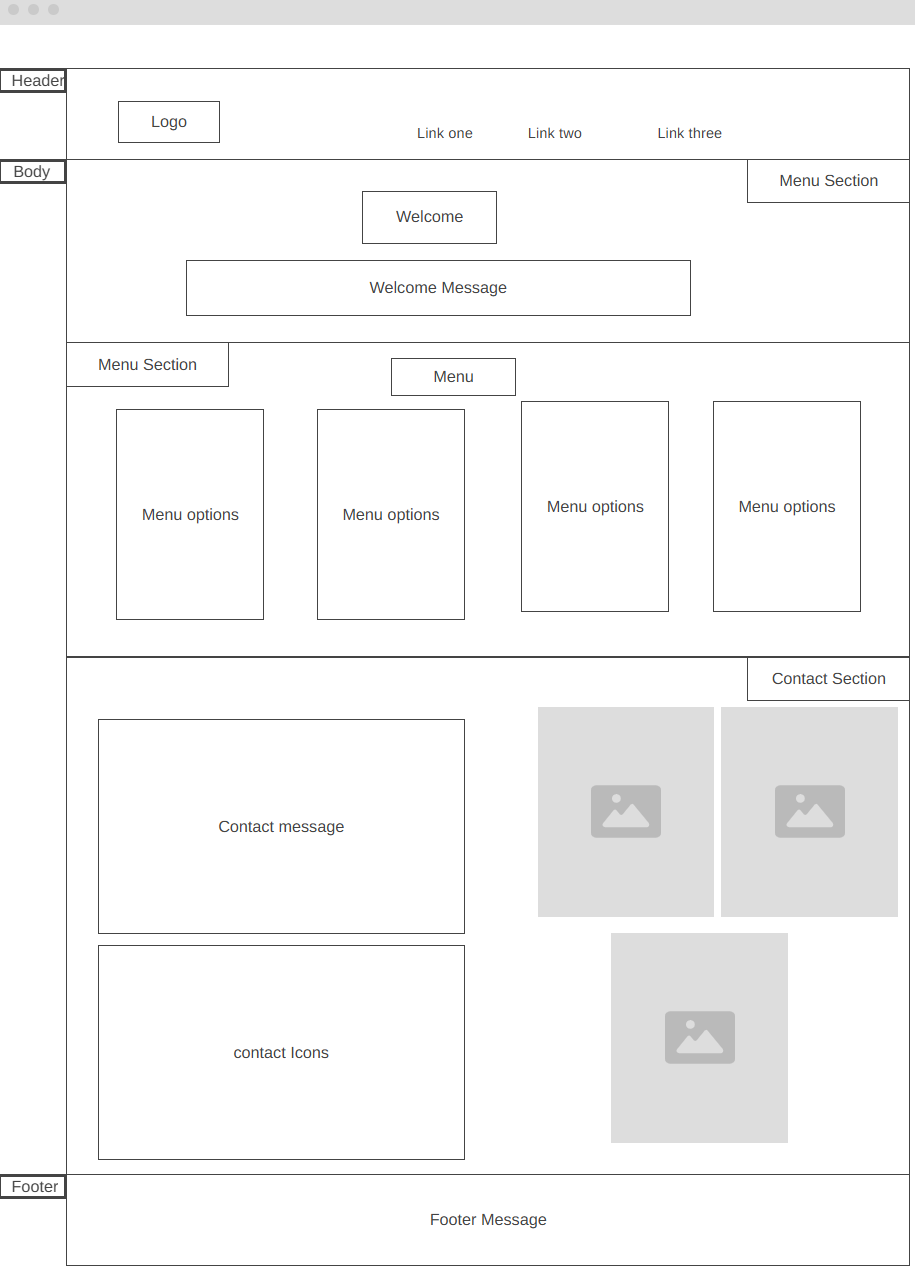 Header
Logo
Link one
Link two
Link three
Body
Menu Section
Welcome
Welcome Message
Menu Section
Menu
Menu options
Menu options
Menu options
Menu options
Contact Section
Contact message
contact Icons
Footer
Footer Message